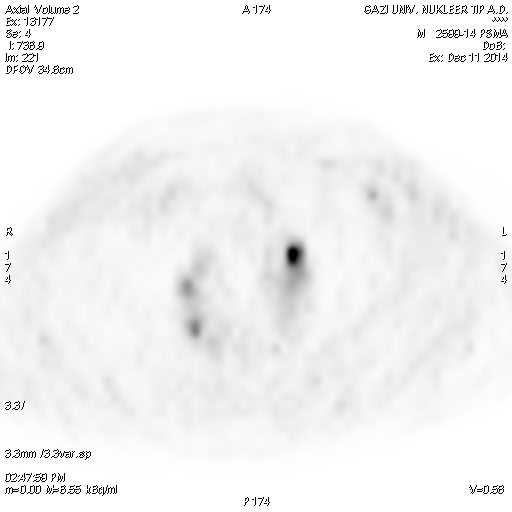 Axial Volume 2
Ex: 13177
Se: 4
I: 738.9
Im: 221
DFOV 34.8cm
A 174
GAZI UNIV. NUKLEER TIP A.D.
M 2599-14 PSMA
DoB:
Ex: Dec 11 2014
R
1
7
4
L
1
7
4
3.3/
3.3mm /3.3var.sp
02:47:59 PM
m=0.00 M=8.55 kBq/ml
P 174
V=0.58